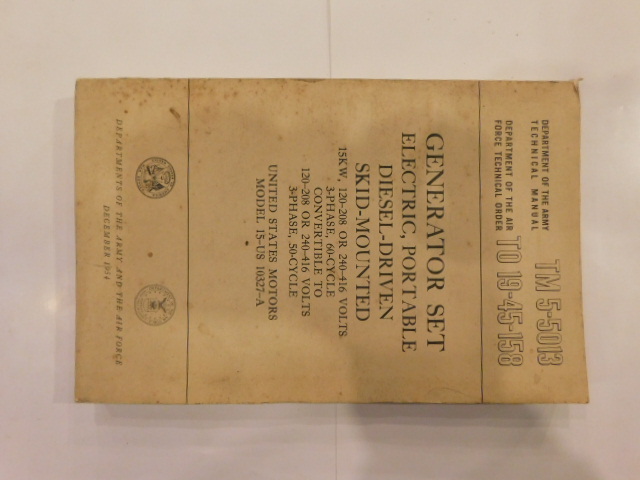 DEPARTMENT OF THE ARMY
TECHNICAL MANUAL
TM 5-5013
DEPARTMENT OF THE AIR
FORCE TECHNICAL ORDER
TO 19-45-158
GENERATOR SET
ELECTRIC, PORTABLE
DIESEL-DRIVEN
SKID-MOUNTED
15KW, 120-208 OR 240-416 VOLTS
3-PHASE, 60-CYCLE
CONVERTIBLE TO
120-208 OR 240-416 VOLTS
3-PHASE, 50-CYCLE
UNITED STATES MOTORS
MODEL 15-US 10327-A
DEPARTMENTS OF THE ARMY AND THE AIR FORCE
DECEMBER 1954